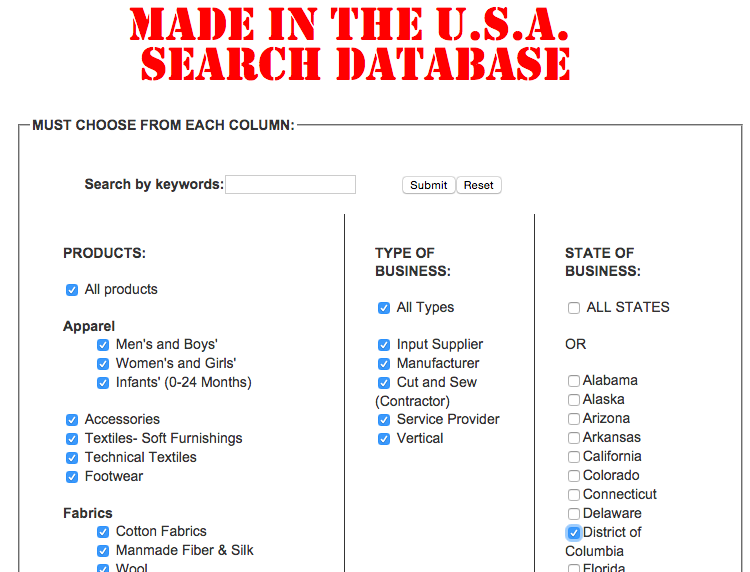 MADE IN THE U.S.A.
SEARCH DATABASE
MUST CHOOSE FROM EACH COLUMN:
Search by keywords:
Submit
Reset
PRODUCTS:
All products
Apparel
Men's and Boys'
Women's and Girls'
Infants' (0-24 Months)
Accessories
Textiles- Soft Furnishings
Technical Textiles
Footwear
Fabrics
Cotton Fabrics
Manmade Fiber & Silk
Wool
TYPE OF
BUSINESS:
All Types
Input Supplier
Manufacturer
Cut and Sew
(Contractor)
Service Provider
Vertical
STATE OF
BUSINESS:
ALL STATES
OR
Alabama
Alaska
Arizona
Arkansas
California
Colorado
Connecticut
Delaware
District of
Columbia
Florida